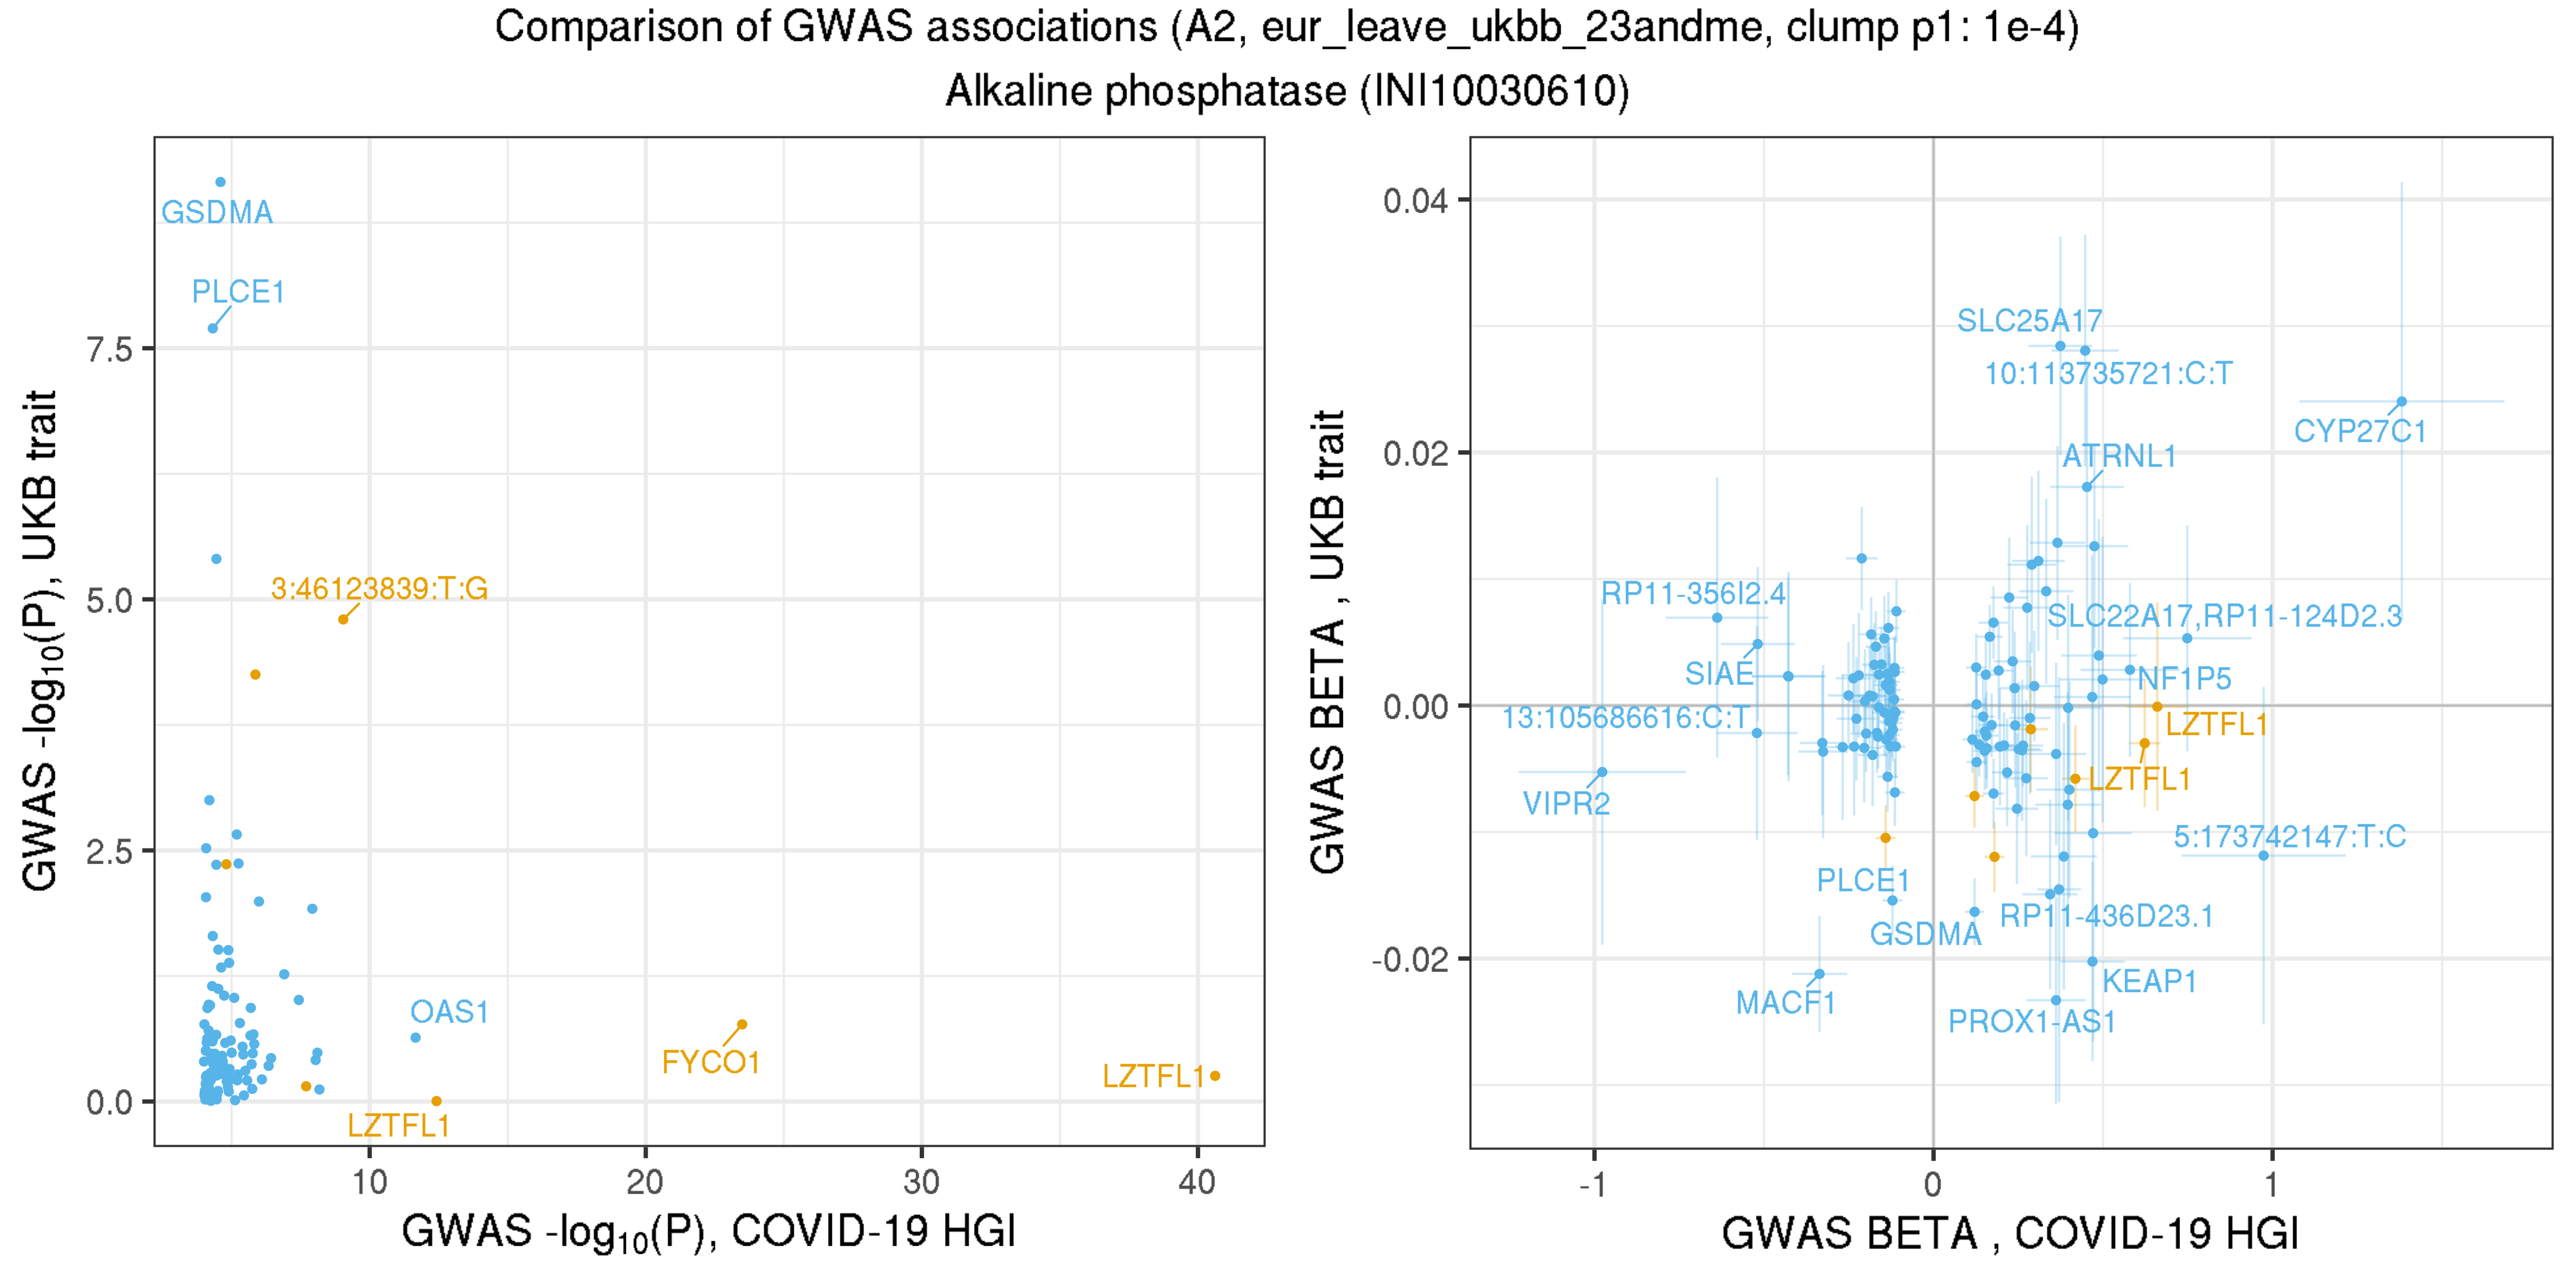 Comparison of GWAS associations (A2, eur_leave_ukbb_23andme, clump p1: 1e-4)
Alkaline phosphatase (INI10030610)
GWAS -log₁₀(P), UKB trait
7.5
5.0
2.5
0.0
GSDMA
PLCE1
3:46123839:T:G
OAS1
FYCO1
LZTFL1
LZTFL1
10
20
30
40
GWAS -log₁₀(P), COVID-19 HGI
GWAS BETA , UKB trait
0.04
0.02
0.00
-0.02
SLC25A17
10:113735721:C:T
CYP27C1
ATRNL1
RP11-356I2.4
SLC22A17,RP11-124D2.3
SIAE
NF1P5
13:105686616:C:T
LZTFL1
LZTFL1
VIPR2
5:173742147:T:C
PLCE1
RP11-436D23.1
GSDMA
KEAP1
MACF1
PROX1-AS1
-1
0
1
GWAS BETA , COVID-19 HGI